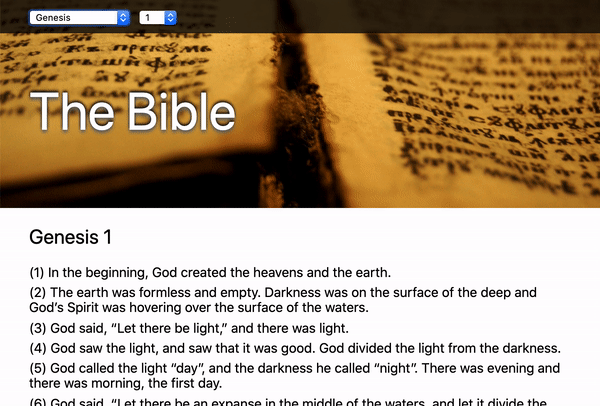 Genesis 1
The Bible
Genesis 1
(1) In the beginning, God created the heavens and the earth.
(2) The earth was formless and empty. Darkness was on the surface of the deep and
God’s Spirit was hovering over the surface of the waters.
(3) God said, “Let there be light,” and there was light.
(4) God saw the light, and saw that it was good. God divided the light from the darkness.
(5) God called the light “day”, and the darkness he called “night”. There was evening and
there was morning, the first day.
(6) God said, “Let there be an expanse in the middle of the waters, and let it divide the